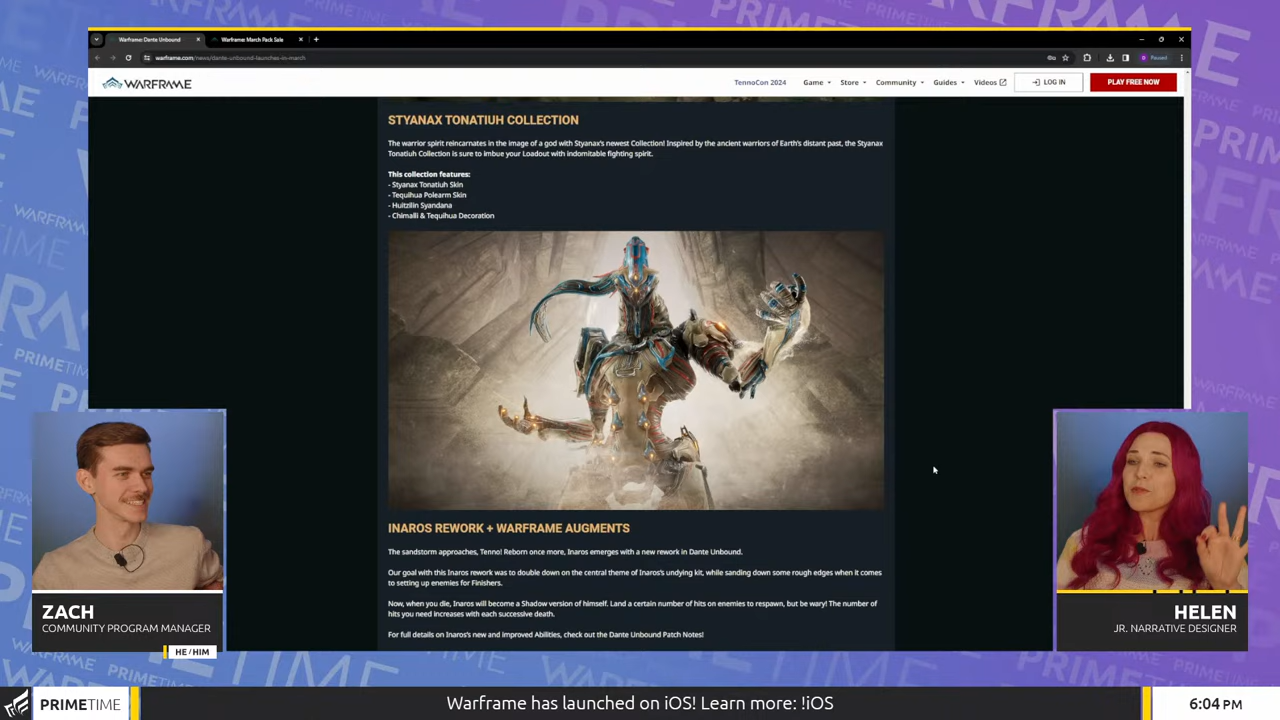 Warframe: Dante Unbound
Warframe: March Pack Sale
warframe.com/news/dante-unbound-launches-in-march
Paused
WARFRAME
TennoCon 2024 Game Store Community Guides Videos LOG IN PLAY FREE NOW
STYANAX TONATIUH COLLECTION
The warrior spirit reincarnates in the image of a god with Styanax's newest Collection! Inspired by the ancient warriors of Earth's distant past, the Styanax
Tonatiuh Collection is sure to imbue your Loadout with indomitable fighting spirit.
This collection features:
- Styanax Tonatiuh Skin
- Tequihua Polearm Skin
- Huitzilin Syandana
- Chimalli & Tequihua Decoration
INAROS REWORK + WARFRAME AUGMENTS
The sandstorm approaches, Tenno! Reborn once more, Inaros emerges with a new rework in Dante Unbound.
Our goal with this Inaros rework was to double down on the central theme of Inaros's undying kit, while sanding down some rough edges when it comes
to setting up enemies for Finishers.
Now, when you die, Inaros will become a Shadow version of himself. Land a certain number of hits on enemies to respawn, but be wary! The number of
hits you need increases with each successive death.
For full details on Inaros's new and improved Abilities, check out the Dante Unbound Patch Notes!
ZACH
COMMUNITY PROGRAM MANAGER
HE / HIM
HELEN
JR. NARRATIVE DESIGNER
PRIMETIME
Warframe has launched on iOS! Learn more: !iOS
6:04 PM